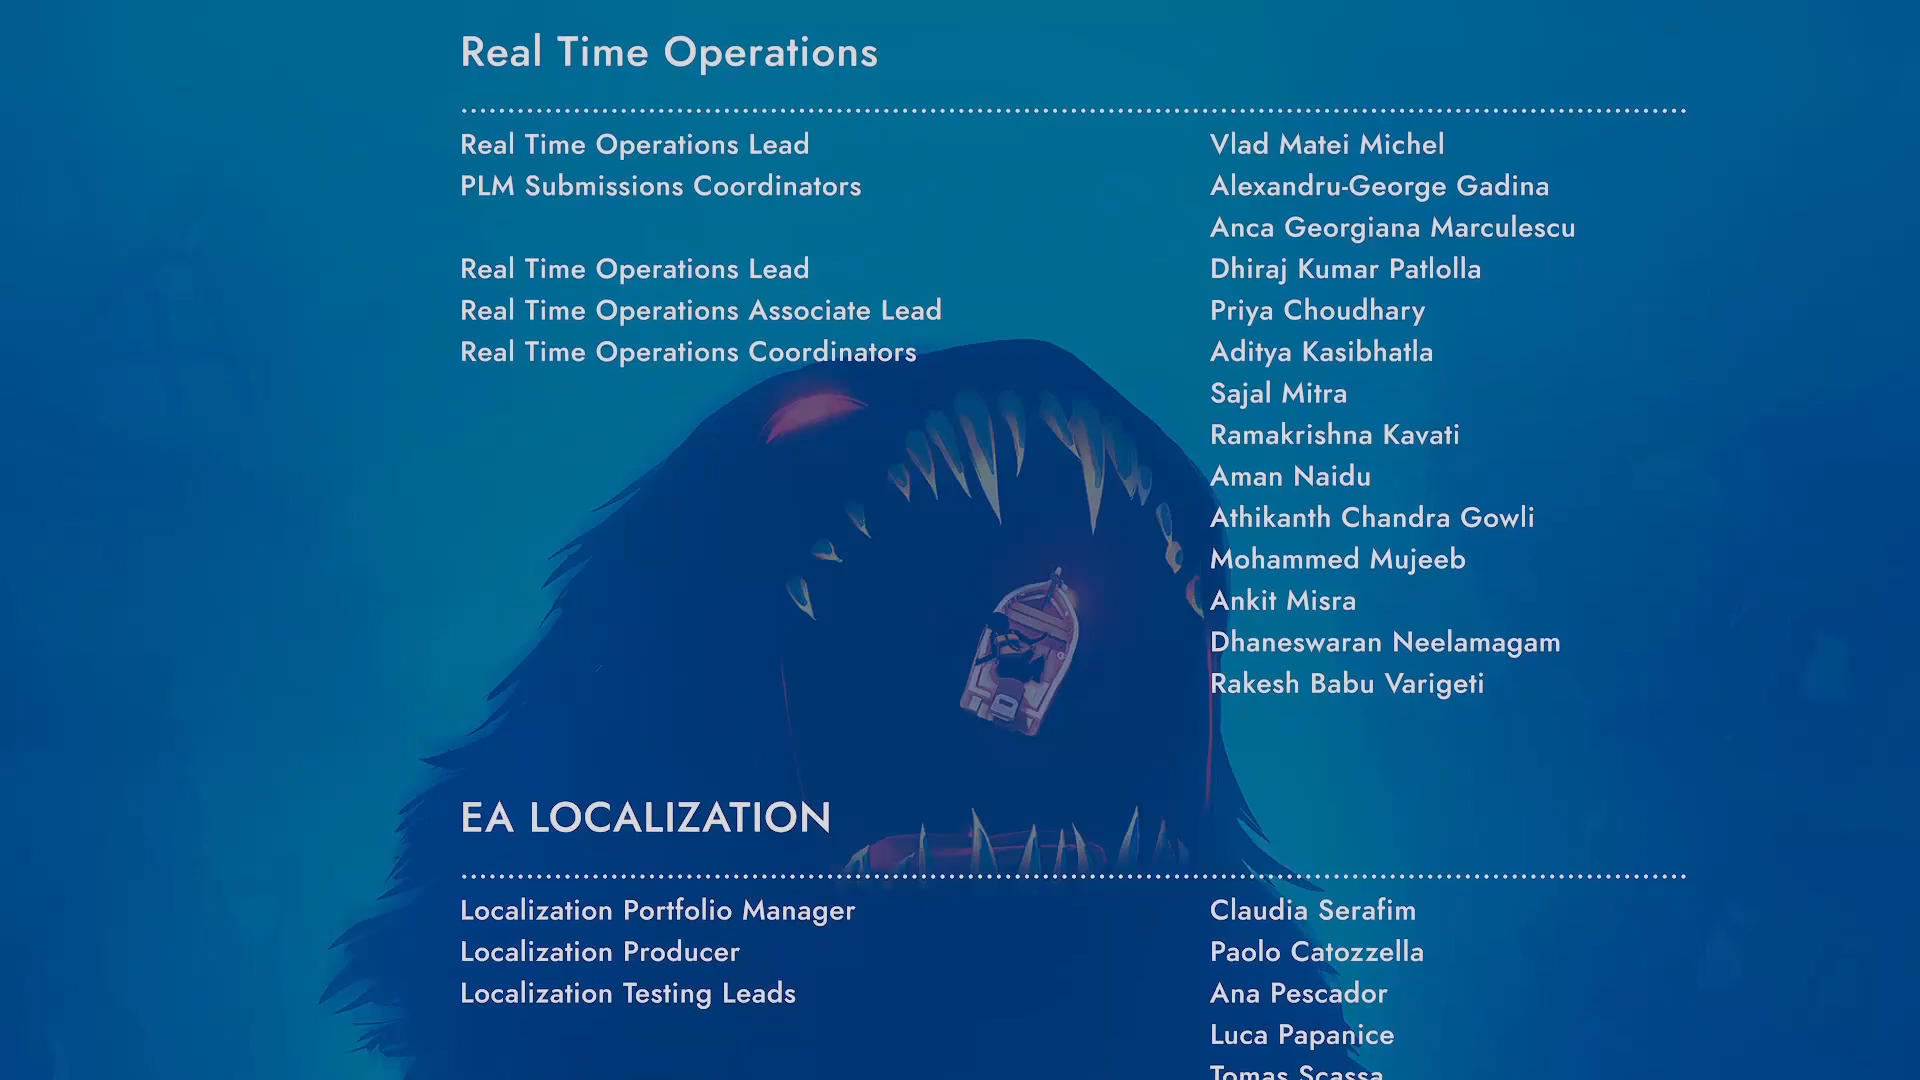 Real Time Operations
Real Time Operations Lead Vlad Matei Michel
PLM Submissions Coordinators Alexandru-George Gadina
Anca Georgiana Marculescu
Real Time Operations Lead Dhiraj Kumar Patlolla
Real Time Operations Associate Lead Priya Choudhary
Real Time Operations Coordinators Aditya Kasibhatla
Sajal Mitra
Ramakrishna Kavati
Aman Naidu
Athikanth Chandra Gowli
Mohammed Mujeeb
Ankit Misra
Dhaneswaran Neelamagam
Rakesh Babu Varigeti
EA LOCALIZATION
Localization Portfolio Manager Claudia Serafim
Localization Producer Paolo Catozzella
Localization Testing Leads Ana Pescador
Luca Papanice
Tomas Scassa